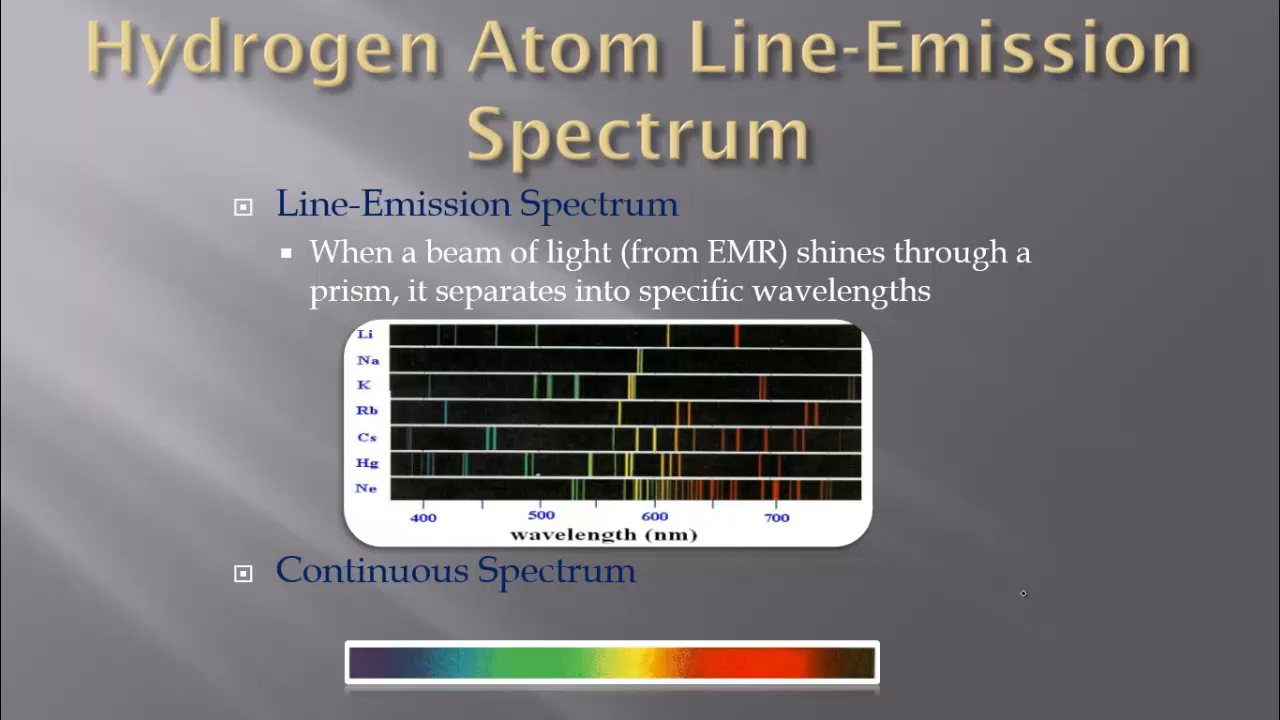 Hydrogen Atom Line-Emission
Spectrum
Line-Emission Spectrum
When a beam of light (from EMR) shines through a
prism, it separates into specific wavelengths
Li
Na
K
Rb
Cs
Hg
Ne
400 500 600 700
wavelength (nm)
Continuous Spectrum